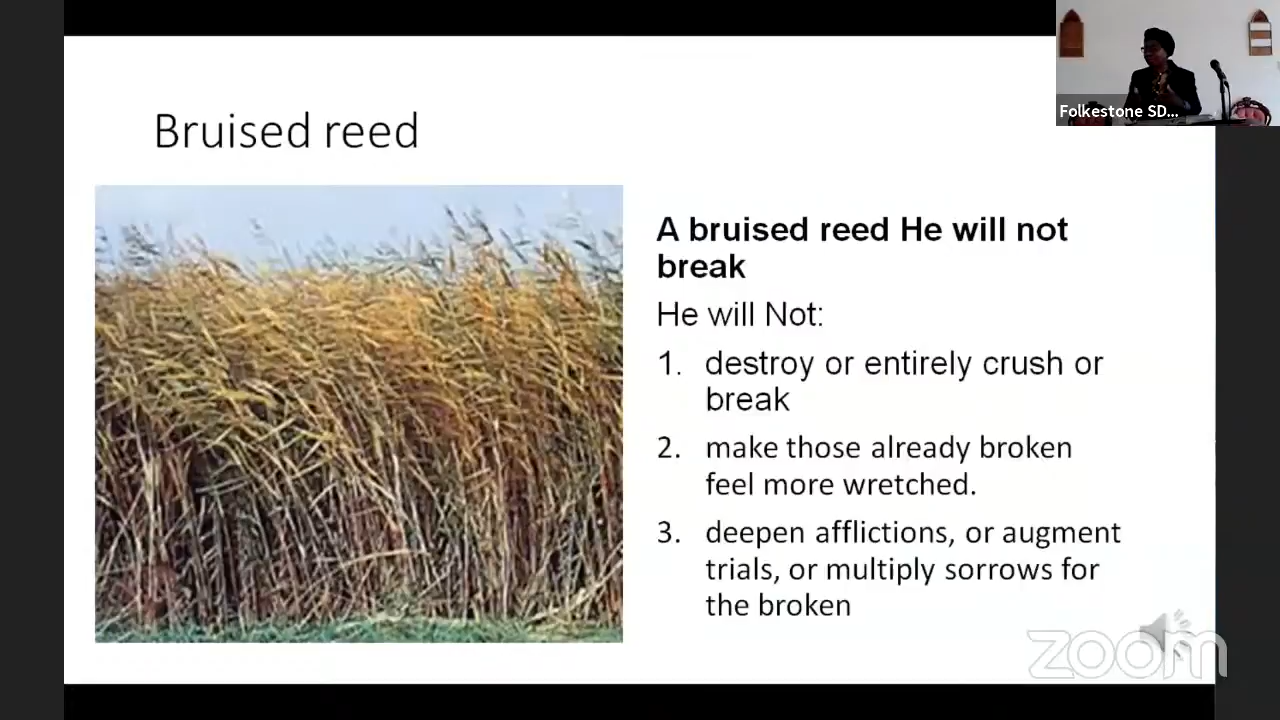 Folkestone SD...
Bruised reed
A bruised reed He will not
break
He will Not:
1. destroy or entirely crush or
break
2. make those already broken
feel more wretched.
3. deepen afflictions, or augment
trials, or multiply sorrows for
the broken
zoom